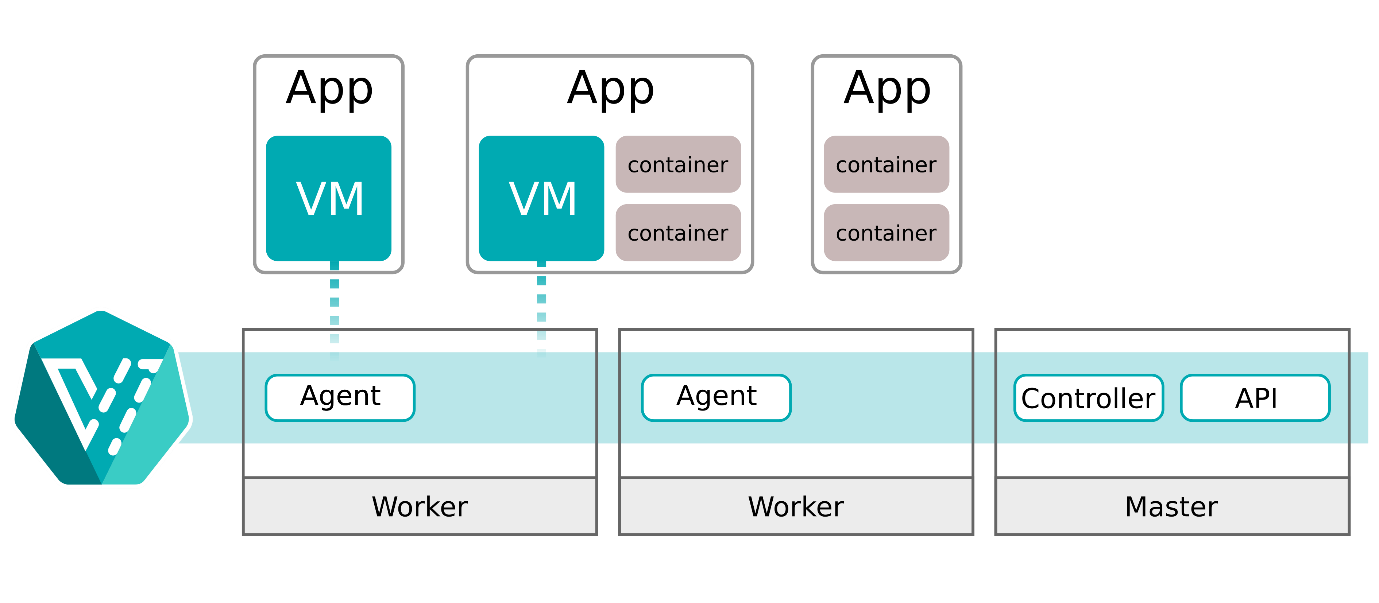 App
VM
App
VM
container
container
App
container
container
Agent
Worker
Agent
Worker
Controller
API
Master